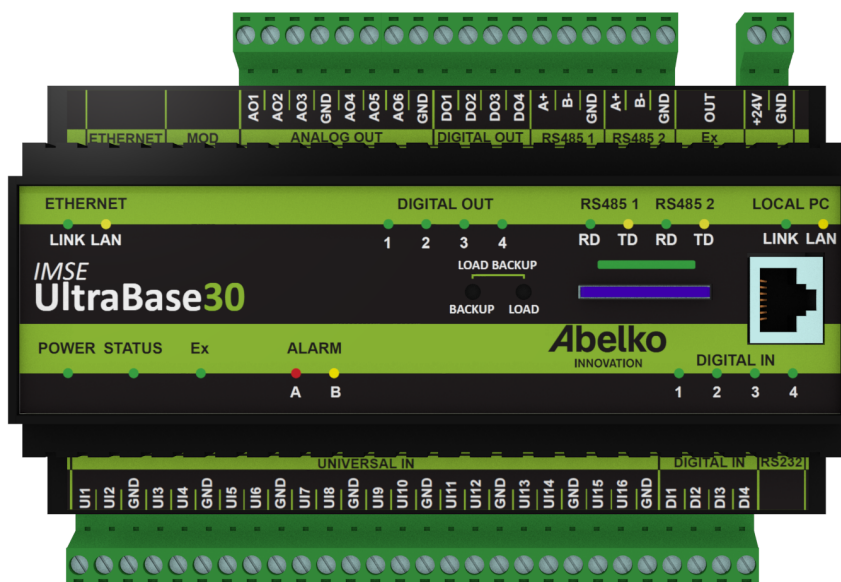 AO1 AO2 AO3 GND AO4 AO5 AO6 GND DO1 DO2 DO3 DO4 A+ B- GND A+ B- GND OUT +24V GND
ETHERNET MOD ANALOG OUT DIGITAL OUT RS485 1 RS485 2 Ex
ETHERNET DIGITAL OUT RS485 1 RS485 2 LOCAL PC
LINK LAN 1 2 3 4 RD TD RD TD LINK LAN
IMSE LOAD BACKUP
UltraBase30
BACKUP LOAD
POWER STATUS Ex ALARM Abelko
INNOVATION DIGITAL IN
A B 1 2 3 4
UNIVERSAL IN DIGITAL IN RS232
UI1 UI2 GND UI3 UI4 GND UI5 UI6 GND UI7 UI8 GND UI9 UI10 GND UI11 UI12 GND UI13 UI14 GND UI15 UI16 GND DI1 DI2 DI3 DI4